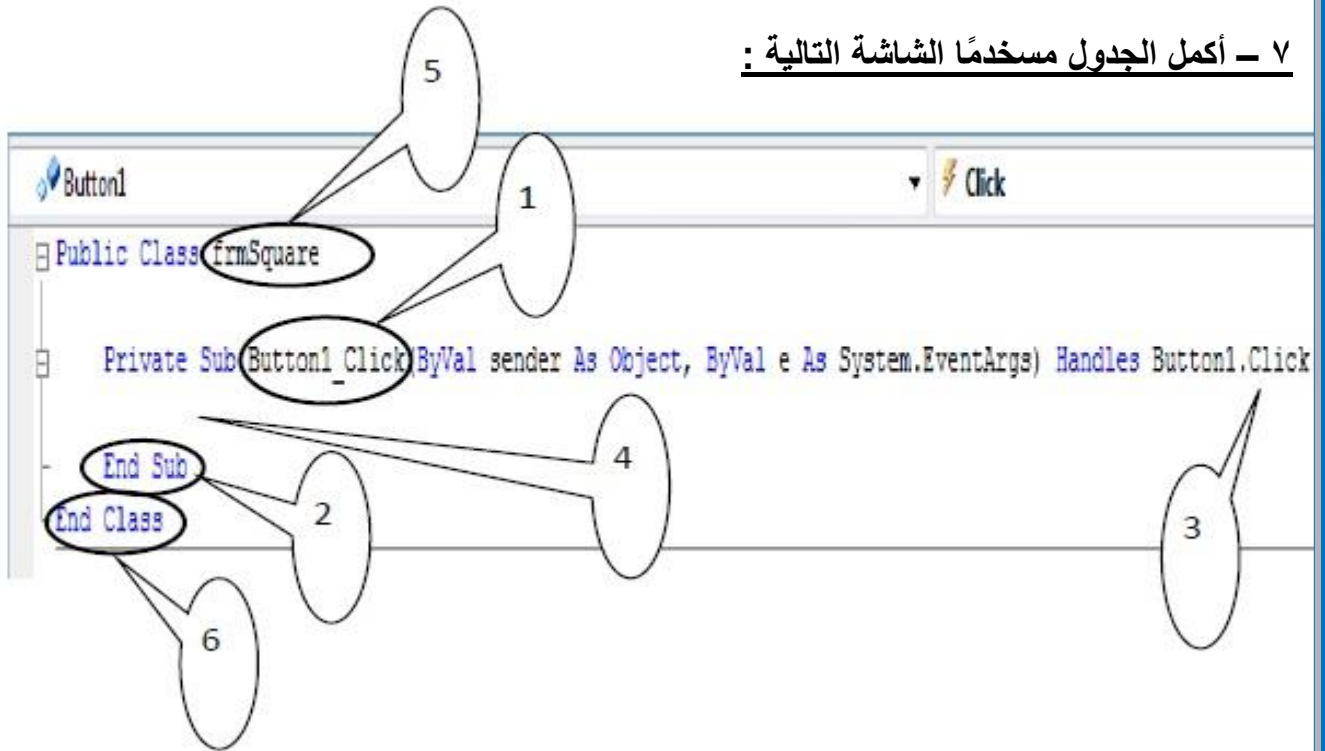 ٧ – أكمل الجدول مسخدمًا الشاشة التالية :
5
Button1 Click
1
Public Class frmSquare
Private Sub Button1_Click(ByVal sender As Object, ByVal e As System.EventArgs) Handles Button1.Click
4
End Sub
2
End Class
3
6